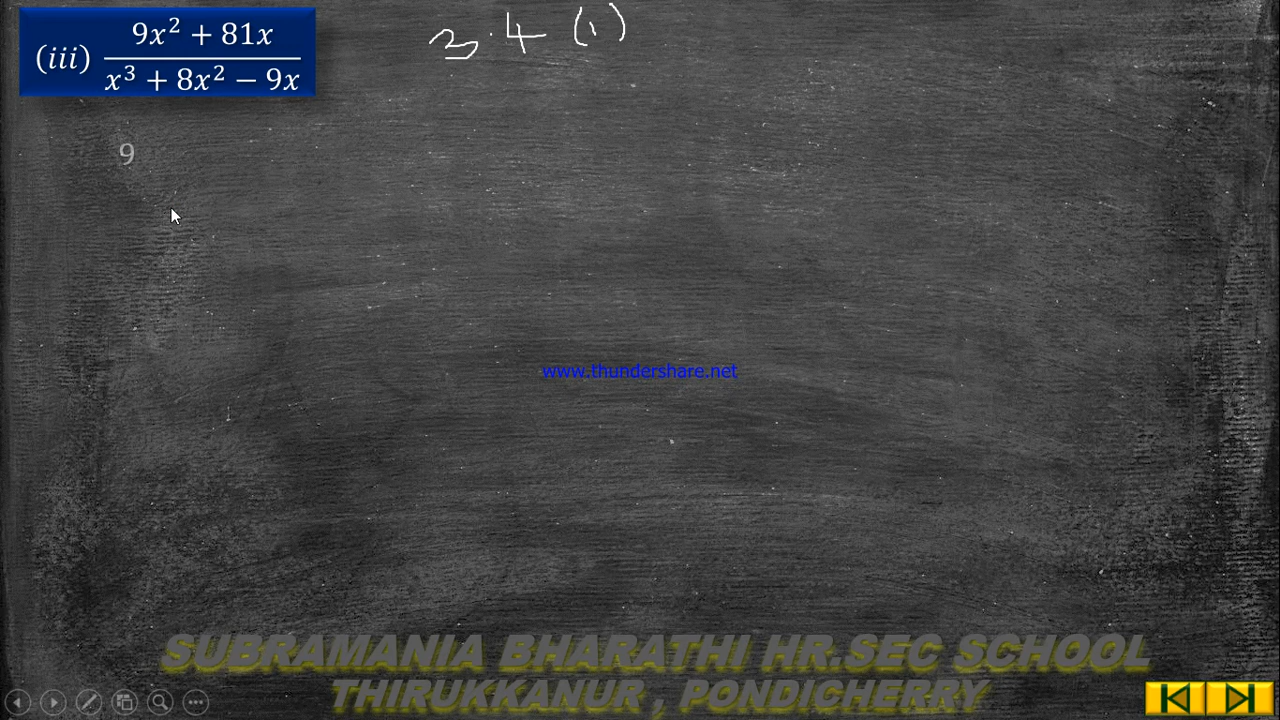 (iii) \frac{9x^2 + 81x}{x^3 + 8x^2 - 9x}
3.4 (1)
9
www.thundershare.net
SUBRAMANIA BHARATHI HR.SEC SCHOOL
THIRUKKANUR , PONDICHERRY